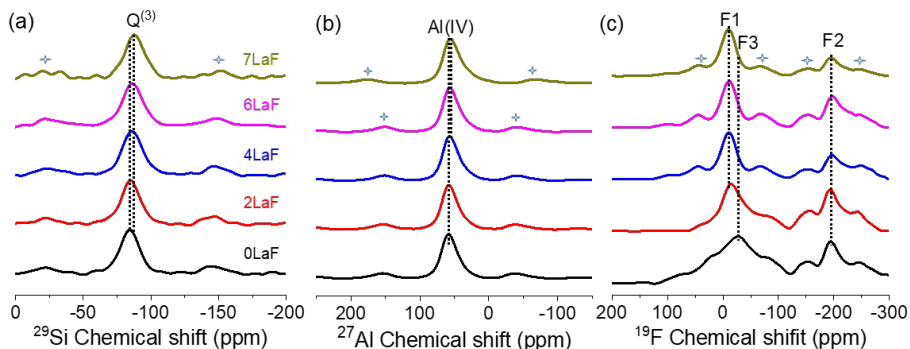 (a)
Q(3)
7LaF
6LaF
4LaF
2LaF
0LaF
0 -50 -100 -150 -200
29Si Chemical shift (ppm)
(b)
Al(IV)
200 100 0 -100
27Al Chemical shift (ppm)
(c)
F1
F3
F2
200 100 0 -100 -200 -300
19F Chemical shifit (ppm)